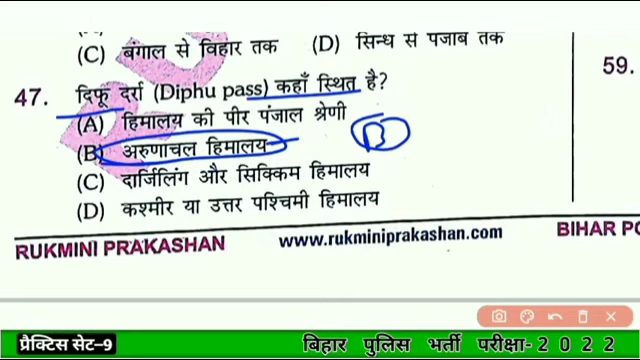 (C) बंगाल से विहार तक (D) सिन्ध से पंजाब तक
47. दिफू दर्रा (Diphu pass) कहाँ स्थित है?
(A) हिमालय की पीर पंजाल श्रेणी
(B) अरुणाचल हिमालय
B
(C) दार्जिलिंग और सिक्किम हिमालय
(D) कश्मीर या उत्तर पश्चिमी हिमालय
59.
RUKMINI PRAKASHAN www.rukminiprakashan.com BIHAR PO
प्रैक्टिस सेट–9 बिहार पुलिस भर्ती परीक्षा-2022